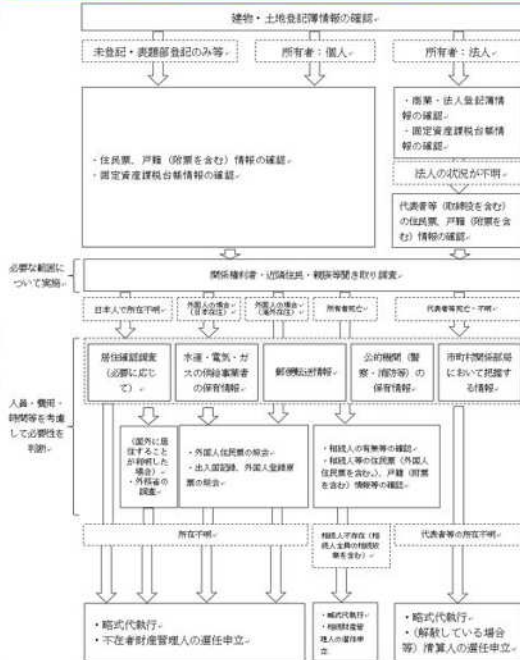 建物・土地登記簿情報の確認
未登記・表題部登記のみ等
所有者：個人
所有者：法人
・商業・法人登記簿情
報の確認
・固定資産課税台帳情
報の確認
・住民票、戸籍（附票を含む）情報の確認
・固定資産課税台帳情報の確認
法人の状況が不明
代表者等（取締役を含む）
の住民票、戸籍（附票を含
む）情報の確認
必要な範囲に
ついて実施
関係権利者・近隣住民・親族等聞き取り調査
日本人で所在不明
外国人の場合
（日本在住）
外国人の場合
（海外在住）
所有者死亡
代表者等死亡・不明
人員・費用・
時間等を考慮
して必要性を
判断
居住確認調査
（必要に応じ
て）
水道・電気・ガ
スの供給事業者
の保有情報
郵便転送情報
公的機関（警
察・消防等）の
保有情報
市町村関係部局
において把握す
る情報
（国外に居
住すること
が判明した
場合）
・外務省の
調査
・外国人住民票の照会
・出入国記録、外国人登録原
票の照会
・相続人の有無等の確認
・相続人等の住民票（外国人
住民票を含む。）、戸籍（附票
を含む）情報等の確認
所在不明
相続人不存在（相
続人全員の相続放
棄を含む）
代表者等の所在不明
・略式代執行
・不在者財産管理人の選任申立
・略式代執行
・相続財産管
理人の選任申
立
・略式代執行
・（解散している場合
等）清算人の選任申立